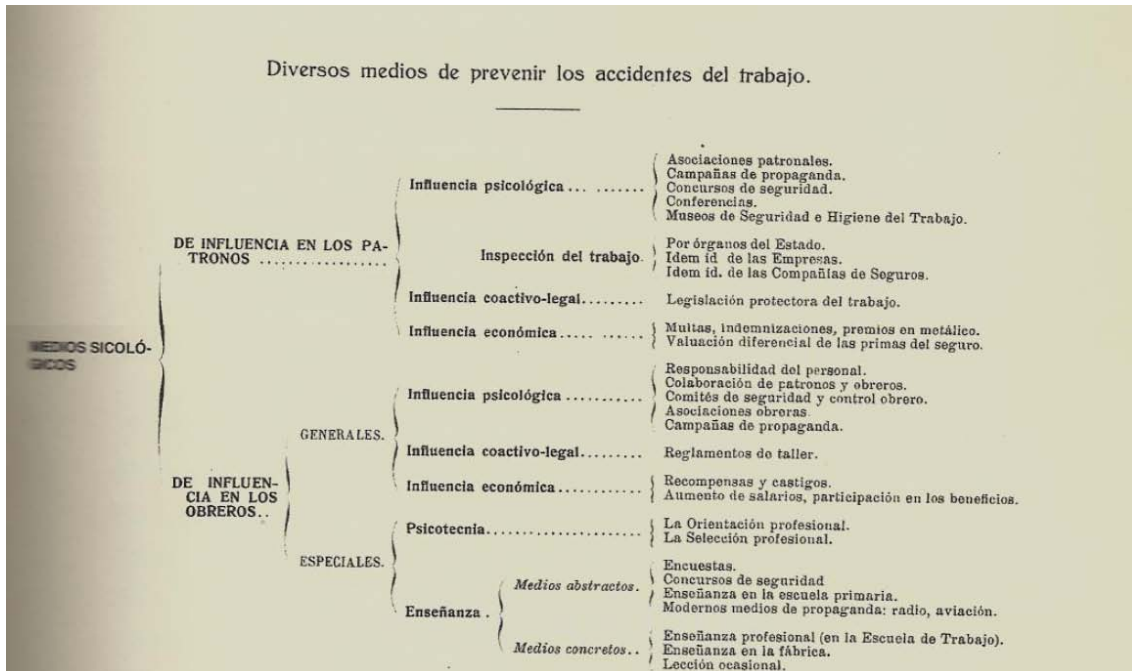 Diversos medios de prevenir los accidentes del trabajo.
Influencia psicológica... ........
Asociaciones patronales.
Campañas de propaganda.
Concursos de seguridad.
Conferencias.
Museos de Seguridad e Higiene del Trabajo.
DE INFLUENCIA EN LOS PA-
TRONOS ..................
Inspección del trabajo.
Por órganos del Estado.
Idem id de las Empresas.
Idem id. de las Compañías de Seguros.
Influencia coactivo-legal.........
Legislación protectora del trabajo.
Influencia económica..... ......
Multas, indemnizaciones, premios en metálico.
Valuación diferencial de las primas del seguro.
MEDIOS SICOLÓ-
GICOS
GENERALES.
Influencia psicológica ...........
Responsabilidad del personal.
Colaboración de patronos y obreros.
Comités de seguridad y control obrero.
Asociaciones obreras.
Campañas de propaganda.
Influencia coactivo-legal.........
Reglamentos de taller.
Influencia económica............
Recompensas y castigos.
Aumento de salarios, participación en los beneficios.
DE INFLUEN-
CIA EN LOS
OBREROS..
ESPECIALES.
Psicotecnia.....................
La Orientación profesional.
La Selección profesional.
Enseñanza .
Medios abstractos.
Encuestas.
Concursos de seguridad
Enseñanza en la escuela primaria.
Modernos medios de propaganda: radio, aviación.
Medios concretos..
Enseñanza profesional (en la Escuela de Trabajo).
Enseñanza en la fábrica.
Lección ocasional.